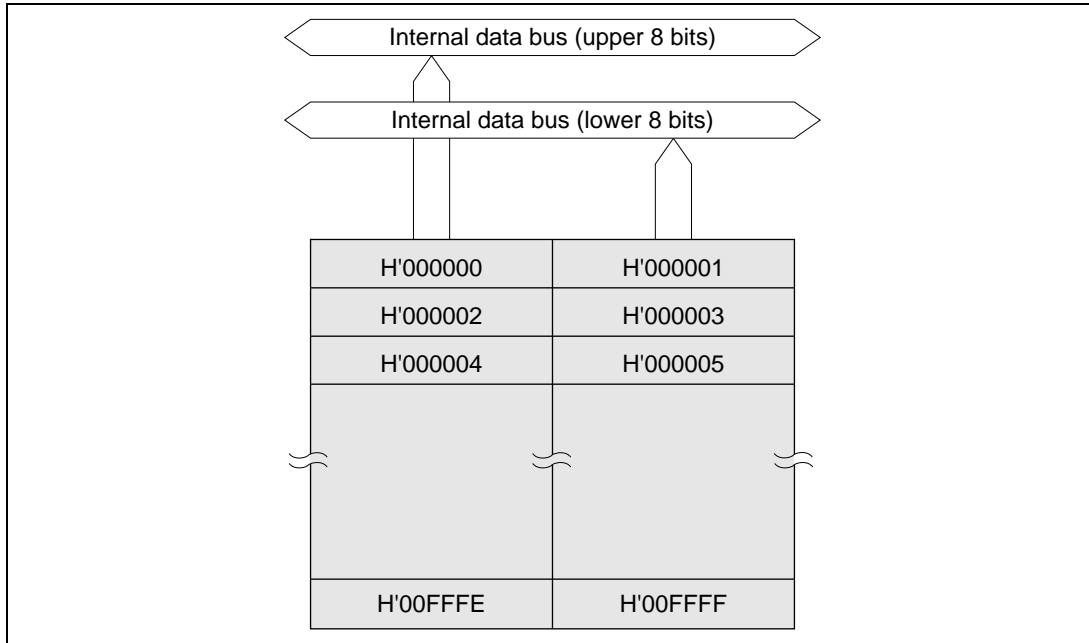 Internal data bus (upper 8 bits)
Internal data bus (lower 8 bits)
H'000000 H'000001
H'000002 H'000003
H'000004 H'000005
H'00FFFE H'00FFFF